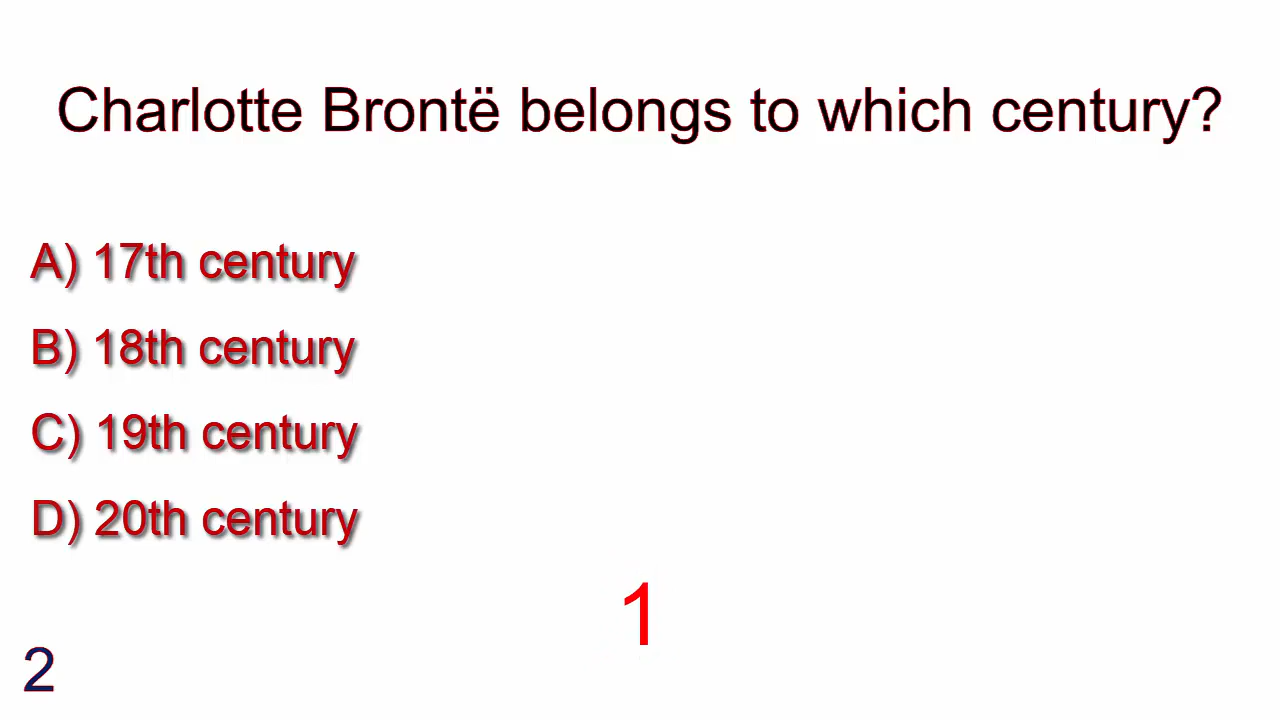 Charlotte Brontë belongs to which century?
A) 17th century
B) 18th century
C) 19th century
D) 20th century
1
2